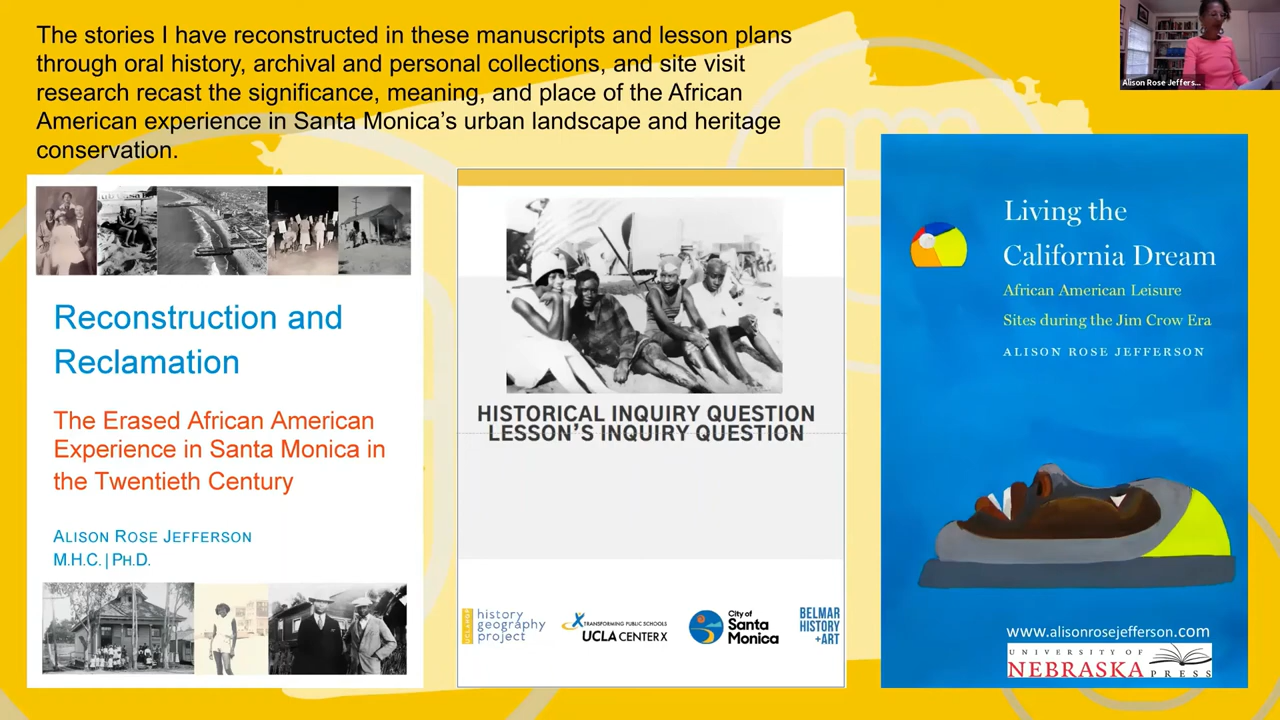 The stories I have reconstructed in these manuscripts and lesson plans
through oral history, archival and personal collections, and site visit
research recast the significance, meaning, and place of the African
American experience in Santa Monica's urban landscape and heritage
conservation.
Alison Rose Jeffers...
Reconstruction and
Reclamation
The Erased African American
Experience in Santa Monica in
the Twentieth Century
ALISON ROSE JEFFERSON
M.H.C. | PH.D.
HISTORICAL INQUIRY QUESTION
LESSON'S INQUIRY QUESTION
history
geography
project
TRANSFORMING PUBLIC SCHOOLS
UCLA CENTER X
City of
Santa
Monica
BELMAR
HISTORY
+ART
Living the
California Dream
African American Leisure
Sites during the Jim Crow Era
ALISON ROSE JEFFERSON
www.alisonrosejefferson.com
UNIVERSITY OF
NEBRASKA
PRESS